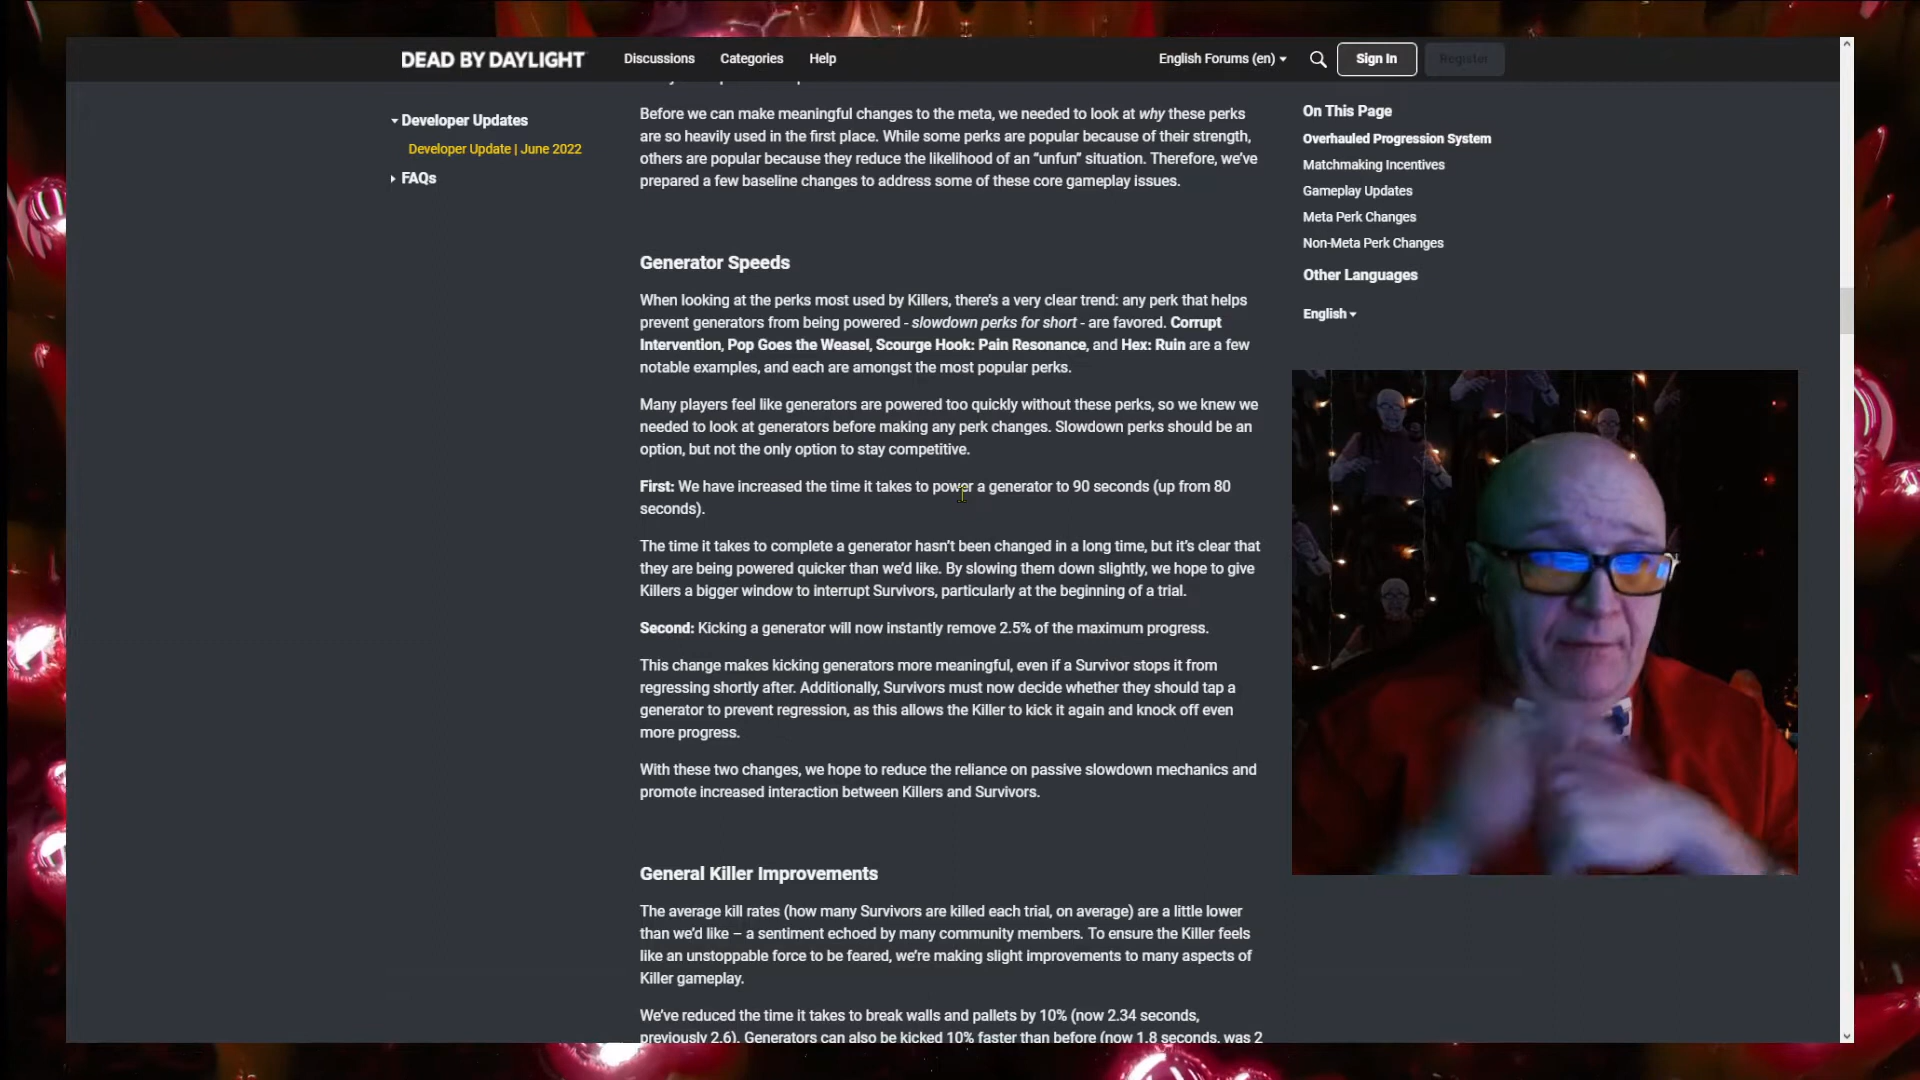 DEAD BY DAYLIGHT
Discussions
Categories
Help
English Forums (en)
Sign In
Register
Developer Updates
Developer Update | June 2022
FAQs
Before we can make meaningful changes to the meta, we needed to look at why these perks
are so heavily used in the first place. While some perks are popular because of their strength,
others are popular because they reduce the likelihood of an “unfun” situation. Therefore, we’ve
prepared a few baseline changes to address some of these core gameplay issues.
Generator Speeds
When looking at the perks most used by Killers, there’s a very clear trend: any perk that helps
prevent generators from being powered - slowdown perks for short - are favored. Corrupt
Intervention, Pop Goes the Weasel, Scourge Hook: Pain Resonance, and Hex: Ruin are a few
notable examples, and each are amongst the most popular perks.
Many players feel like generators are powered too quickly without these perks, so we knew we
needed to look at generators before making any perk changes. Slowdown perks should be an
option, but not the only option to stay competitive.
First: We have increased the time it takes to power a generator to 90 seconds (up from 80
seconds).
The time it takes to complete a generator hasn’t been changed in a long time, but it’s clear that
they are being powered quicker than we’d like. By slowing them down slightly, we hope to give
Killers a bigger window to interrupt Survivors, particularly at the beginning of a trial.
Second: Kicking a generator will now instantly remove 2.5% of the maximum progress.
This change makes kicking generators more meaningful, even if a Survivor stops it from
regressing shortly after. Additionally, Survivors must now decide whether they should tap a
generator to prevent regression, as this allows the Killer to kick it again and knock off even
more progress.
With these two changes, we hope to reduce the reliance on passive slowdown mechanics and
promote increased interaction between Killers and Survivors.
General Killer Improvements
The average kill rates (how many Survivors are killed each trial, on average) are a little lower
than we’d like – a sentiment echoed by many community members. To ensure the Killer feels
like an unstoppable force to be feared, we’re making slight improvements to many aspects of
Killer gameplay.
We’ve reduced the time it takes to break walls and pallets by 10% (now 2.34 seconds,
previously 2.6). Generators can also be kicked 10% faster than before (now 1.8 seconds, was 2
On This Page
Overhauled Progression System
Matchmaking Incentives
Gameplay Updates
Meta Perk Changes
Non-Meta Perk Changes
Other Languages
English